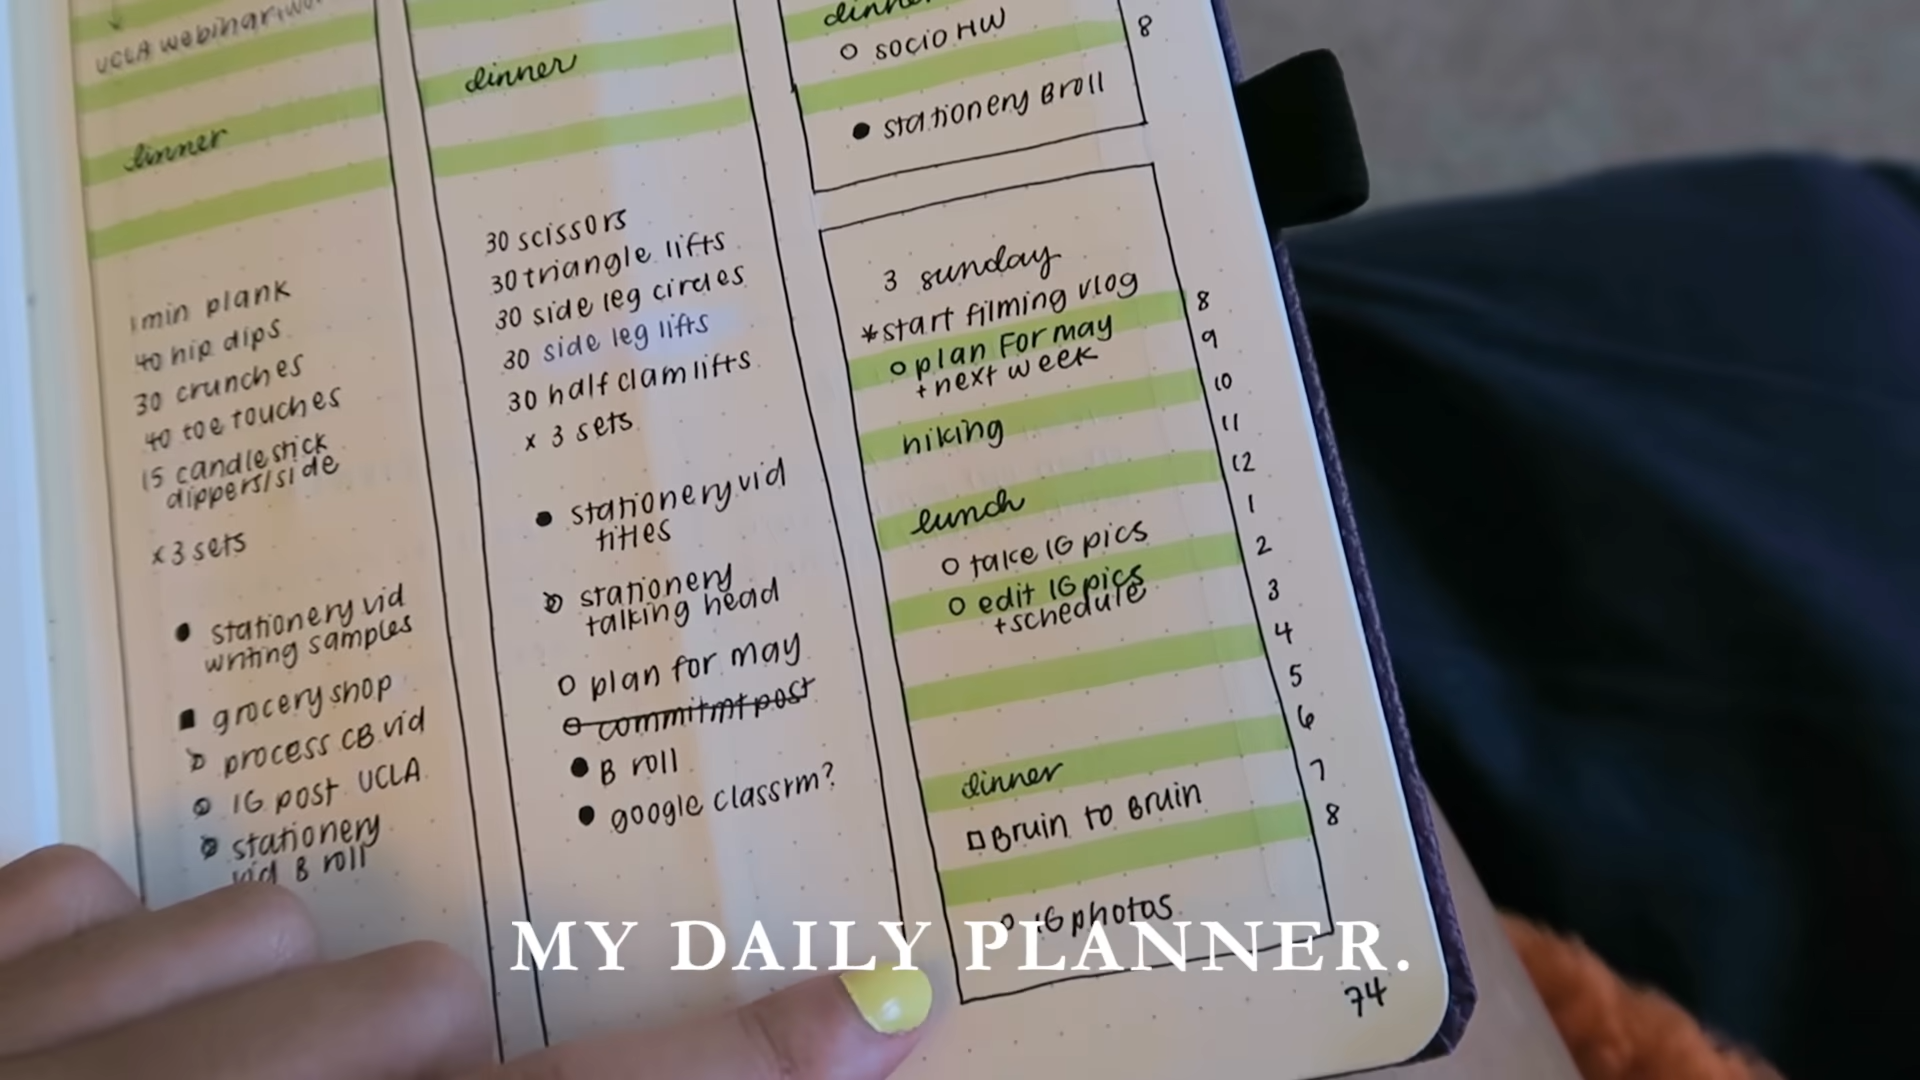 UCLA webinar
dinner
1 min plank
40 hip dips
30 crunches
40 toe touches
15 candlestick
dippers/side
x 3 sets
• stationery vid
writing samples
grocery shop
process CB vid
IG post UCLA
stationery
vid B roll
dinner
30 scissors
30 triangle lifts
30 side leg circles
30 side leg lifts
30 half clam lifts
x 3 sets
• stationery vid
titles
stationery
talking head
o plan for may
commitmt post
• B roll
• google classrm?
dinner
o socio HW
8
• stationery Broll
3 sunday
*start filming vlog
8
o plan for may
+ next week
9
10
hiking
11
12
lunch
1
o take IG pics
2
o edit IG pics
+schedule
3
4
5
6
dinner
7
□ Bruin to Bruin
8
o IG photos
MY DAILY PLANNER.
74